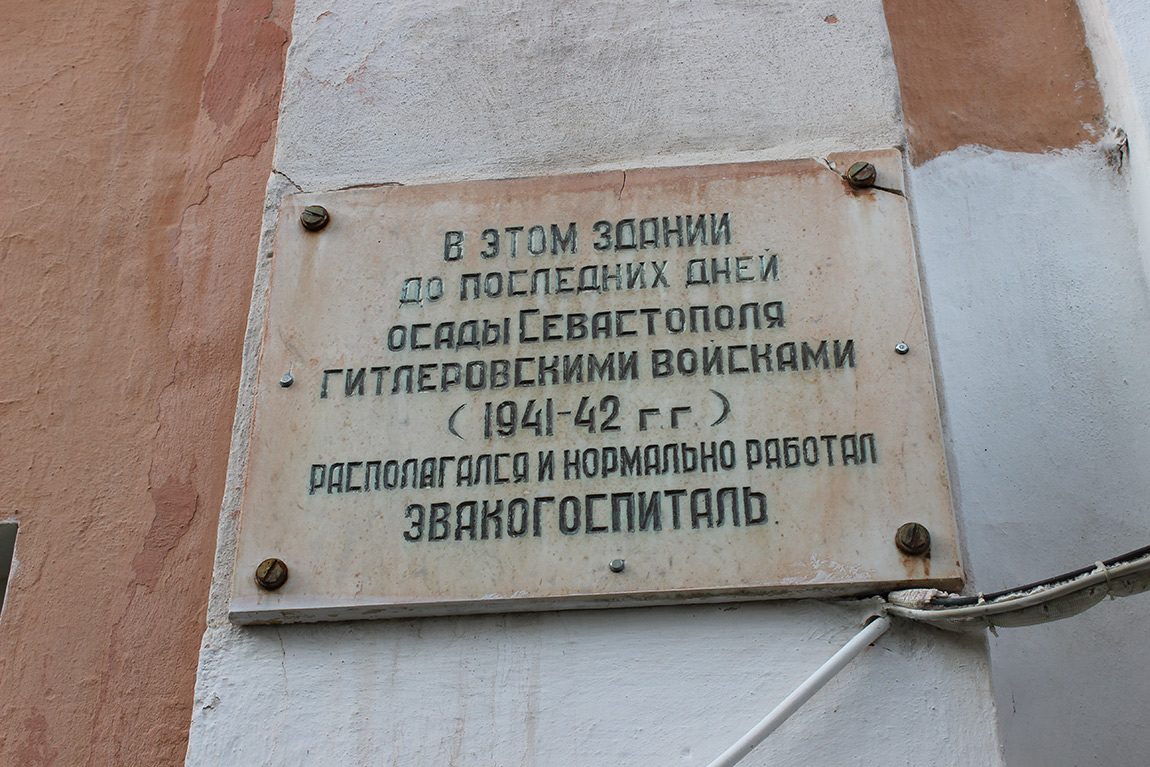 В ЭТОМ ЗДАНИИ
ДО ПОСЛЕДНИХ ДНЕЙ
ОСАДЫ СЕВАСТОПОЛЯ
ГИТЛЕРОВСКИМИ ВОЙСКАМИ
(1941-42 г.г.)
РАСПОЛАГАЛСЯ И НОРМАЛЬНО РАБОТАЛ
ЭВАКОГОСПИТАЛЬ.